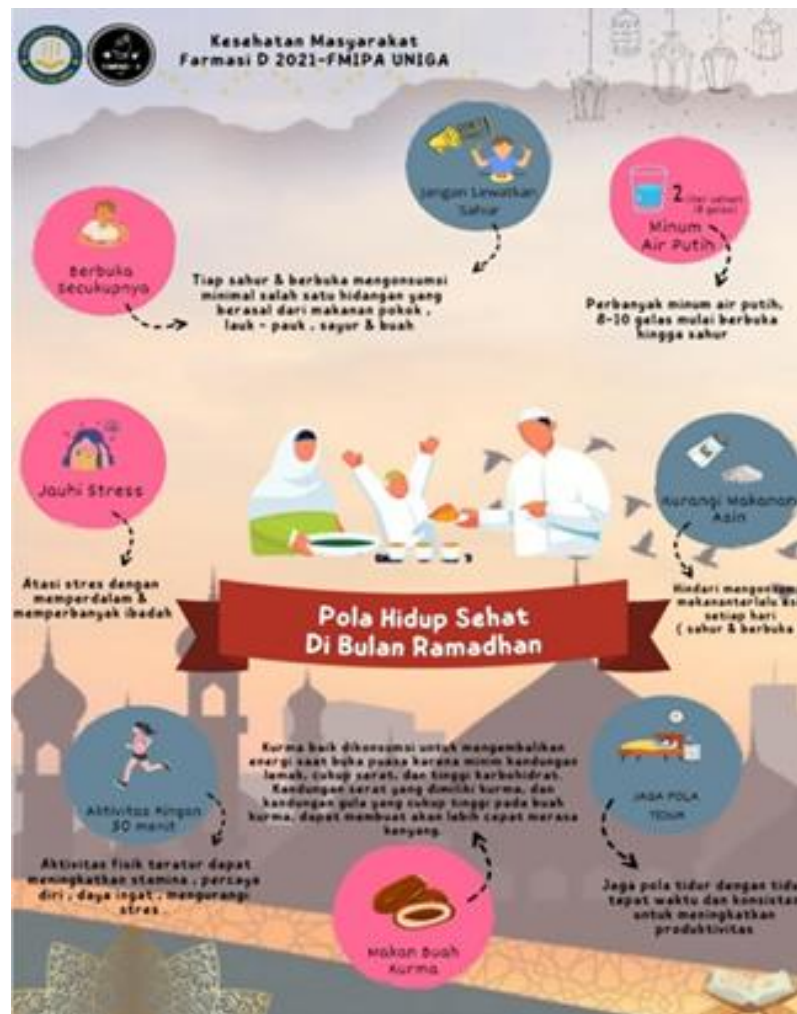 Kesehatan Masyarakat
Farmasi D 2021-FMIPA UNIGA
Jangan Lewatkan
Sahur
2 liter sehari
(8 gelas)
Minum
Air Putih
Berbuka
Secukupnya
Tiap sahur & berbuka mengonsumsi
minimal salah satu hidangan yang
berasal dari makanan pokok ,
lauk - pauk , sayur & buah
Perbanyak minum air putih,
8-10 gelas mulai berbuka
hingga sahur
Jauhi Stress
Kurangi Makanan
Asin
Atasi stres dengan
memperdalam &
memperbanyak ibadah
Hindari
makananterlalu
setiap hari
( sahur & berbuka
Pola Hidup Sehat
Di Bulan Ramadhan
Aktivitas Ringan
30 menit
Kurma baik dikonsumsi untuk mengembalikan
energi saat buka puasa karena minim kandungan
lemak, cukup serat, dan tinggi karbohidrat.
Kandungan serat yang dimiliki kurma, dan
kandungan gula yang cukup tinggi pada buah
kurma, dapat membuat akan lebih cepat merasa
kenyang.
JAGA POLA
TIDUR
Aktivitas fisik teratur dapat
meningkatkan stamina , percaya
diri , daya ingat , mengurangi
stres .
Jaga pola tidur dengan
tepat waktu dan
untuk meningkatkan
produktivitas
Makan Buah
Kurma